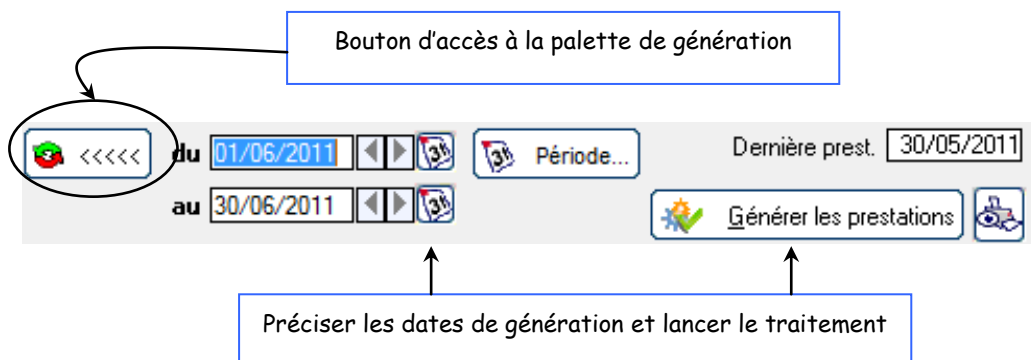 Bouton d'accès à la palette de génération
<<<<< du 01/06/2011 Période... Dernière prest. 30/05/2011
au 30/06/2011 Générer les prestations
Préciser les dates de génération et lancer le traitement